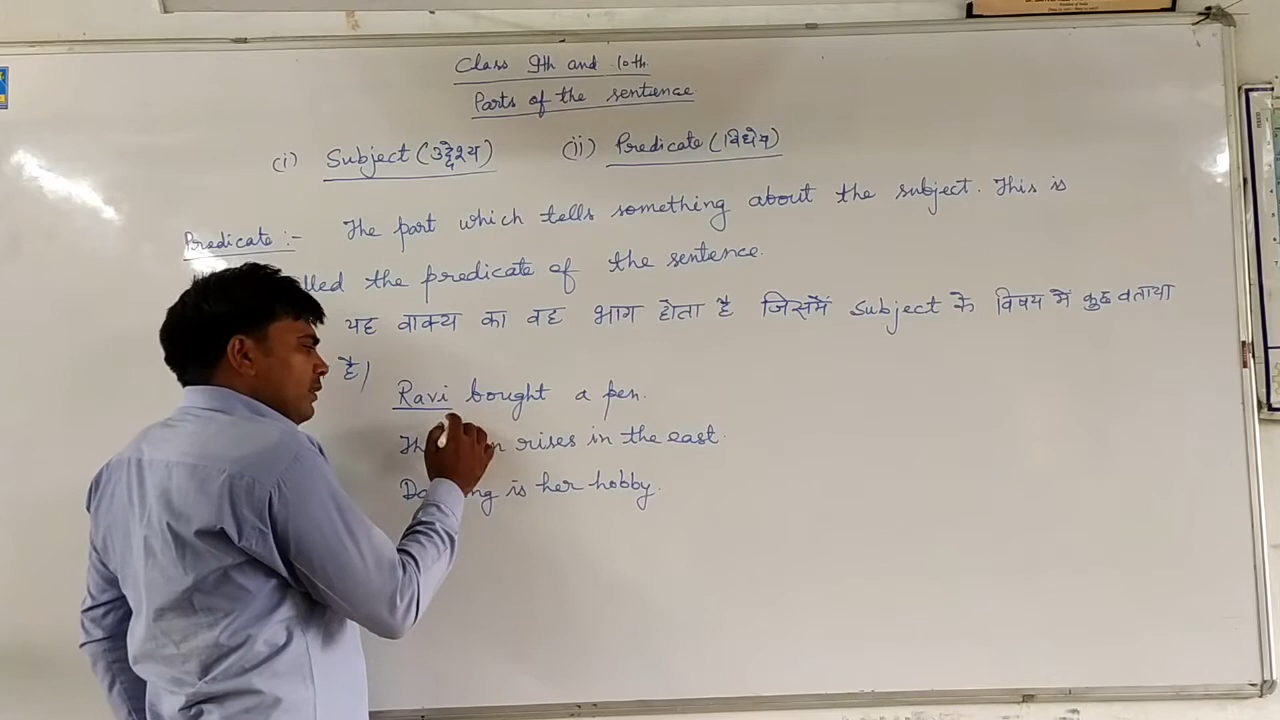 Class 9th and 10th
Parts of the sentence
(i) Subject (उद्देश्य) (ii) Predicate (विधेय)
Predicate :- The part which tells something about the subject. This is
the predicate of the sentence.
यह वाक्य का वह भाग होता है जिसमें Subject के विषय में कुछ बताया
है।
Ravi bought a pen.
rises in the east.
is her hobby.